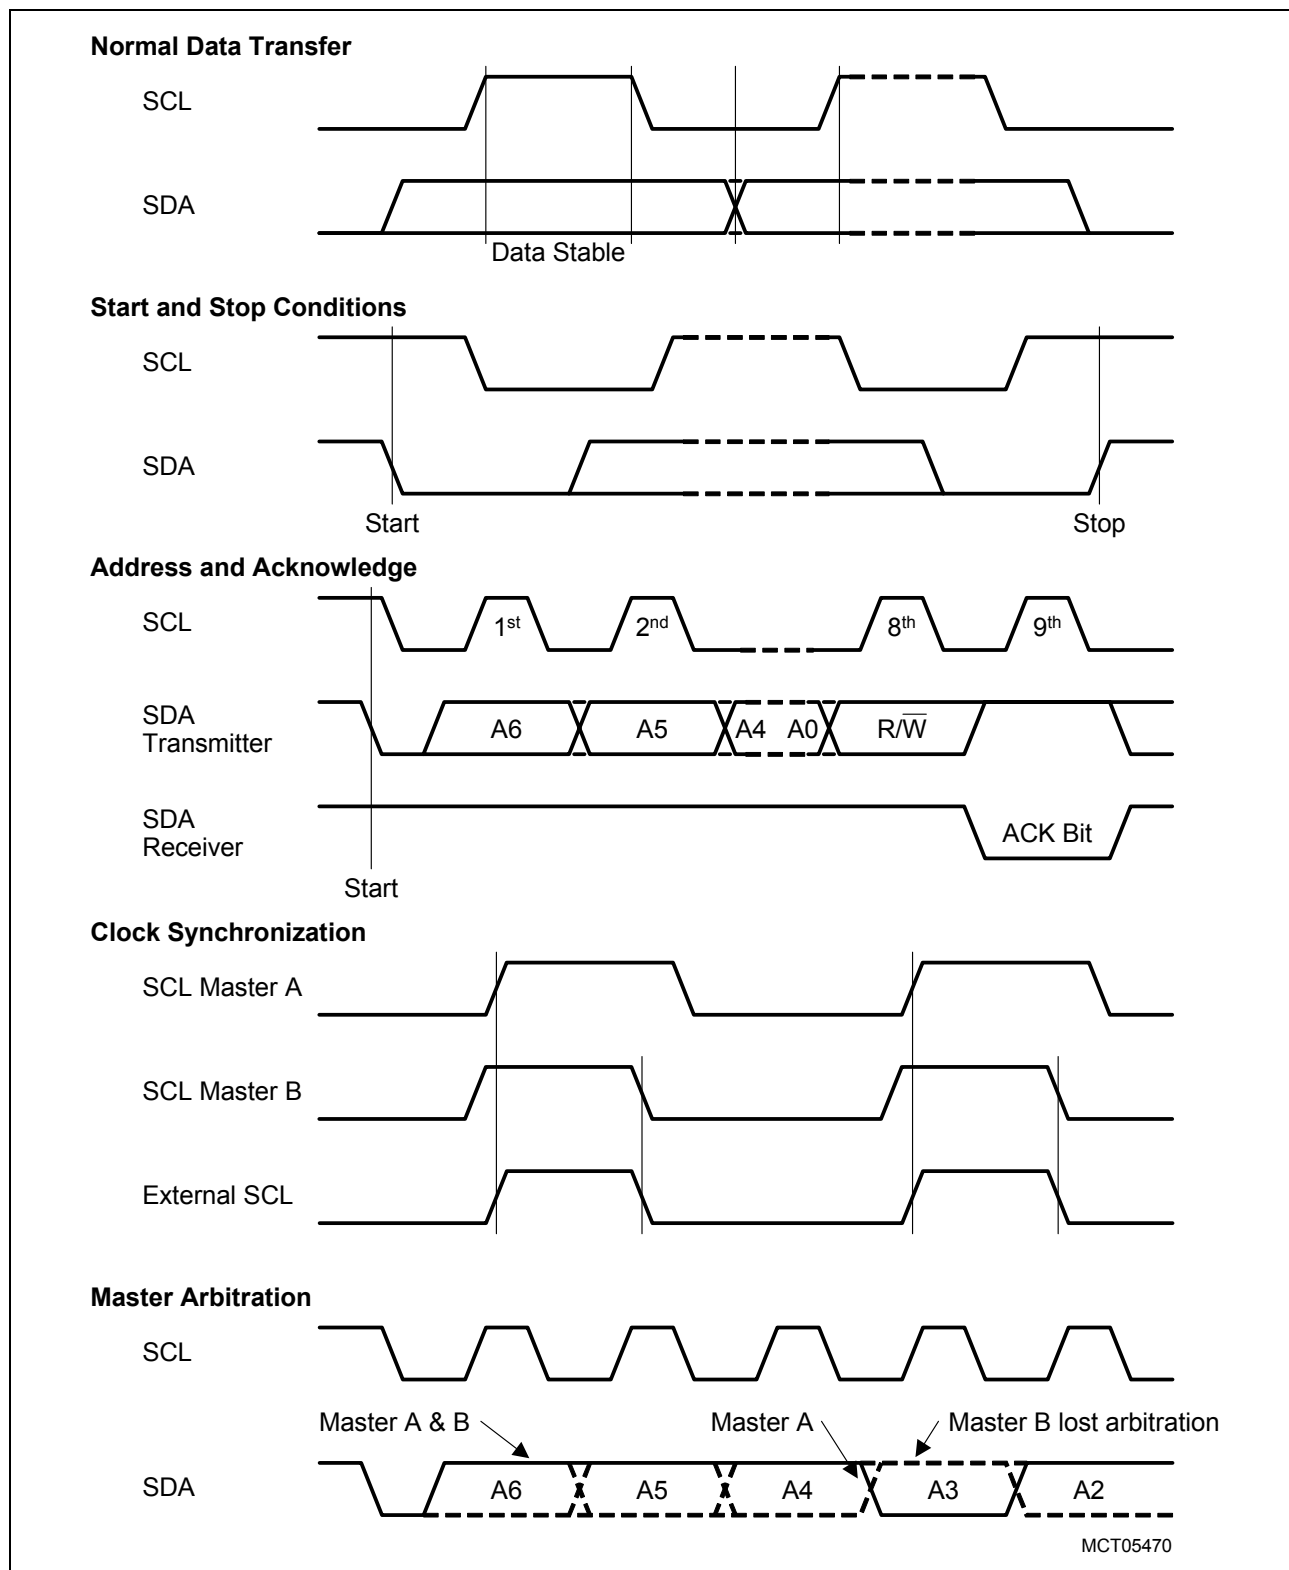 Normal Data Transfer
SCL
SDA
Data Stable
Start and Stop Conditions
SCL
SDA
Start
Stop
Address and Acknowledge
SCL
1st
2nd
8th
9th
SDA
Transmitter
A6
A5
A4
A0
R/W̅
SDA
Receiver
ACK Bit
Start
Clock Synchronization
SCL Master A
SCL Master B
External SCL
Master Arbitration
SCL
Master A & B
Master A
Master B lost arbitration
SDA
A6
A5
A4
A3
A2
MCT05470